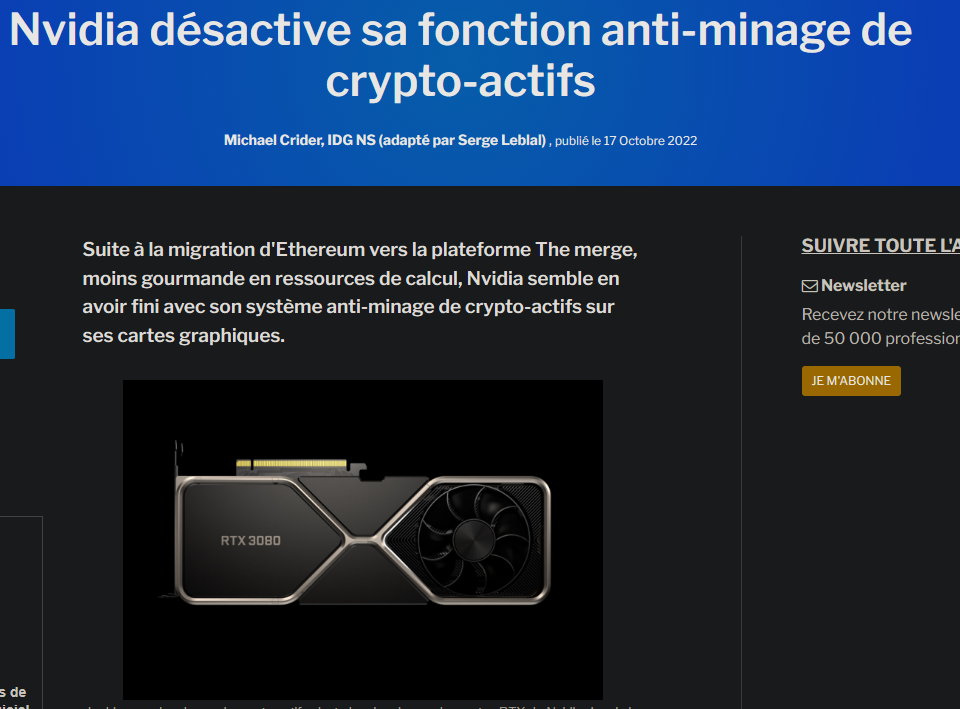 Nvidia désactive sa fonction anti-minage de
crypto-actifs
Michael Crider, IDG NS (adapté par Serge Leblal) , publié le 17 Octobre 2022
Suite à la migration d'Ethereum vers la plateforme The merge,
moins gourmande en ressources de calcul, Nvidia semble en
avoir fini avec son système anti-minage de crypto-actifs sur
ses cartes graphiques.
SUIVRE TOUTE L'A
Newsletter
Recevez notre newsle
de 50 000 profession
JE M'ABONNE
RTX 3080
s de